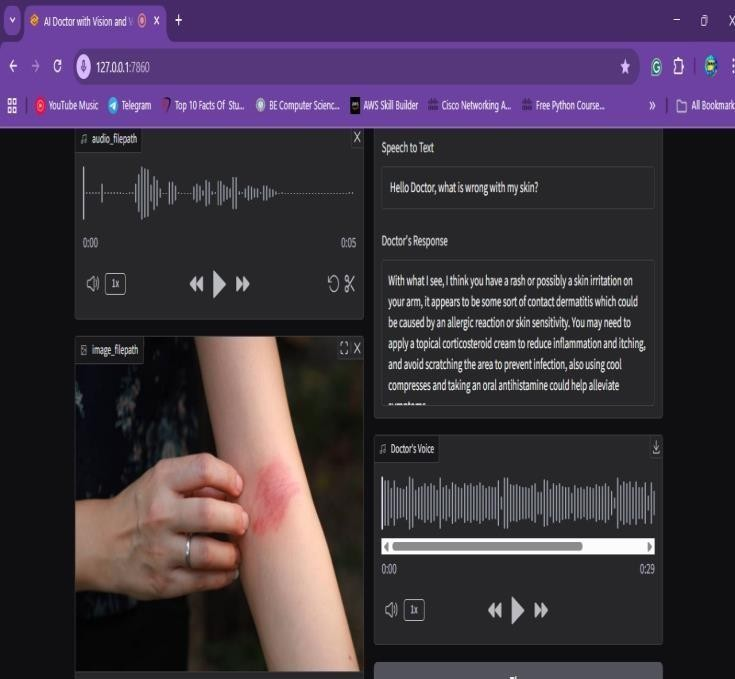 AI Doctor with Vision and V
127.0.0.1:7860
YouTube Music
Telegram
Top 10 Facts Of Stu...
BE Computer Scienc...
AWS Skill Builder
Cisco Networking A...
Free Python Course...
»
All Bookmark
audio_filepath
0:00
0:05
1x
image_filepath
Speech to Text
Hello Doctor, what is wrong with my skin?
Doctor's Response
With what I see, I think you have a rash or possibly a skin irritation on
your arm, it appears to be some sort of contact dermatitis which could
be caused by an allergic reaction or skin sensitivity. You may need to
apply a topical corticosteroid cream to reduce inflammation and itching,
and avoid scratching the area to prevent infection, also using cool
compresses and taking an oral antihistamine could help alleviate
Doctor's Voice
0:00
0:29
1x